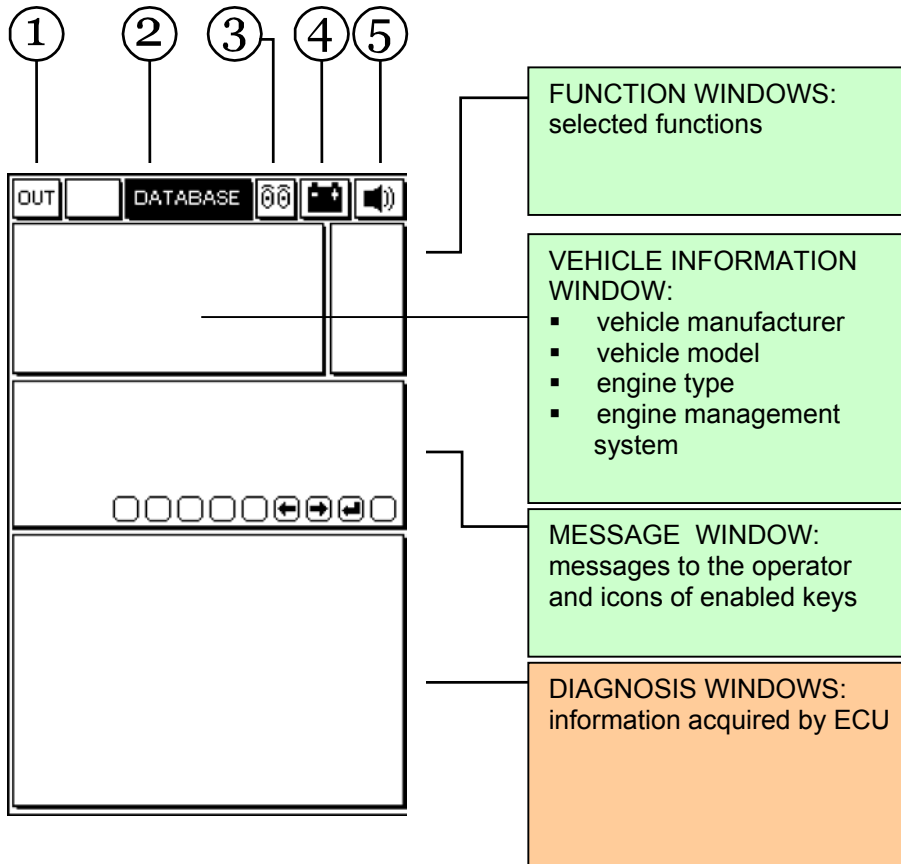 ① ② ③ ④ ⑤
OUT DATABASE
FUNCTION WINDOWS:
selected functions
VEHICLE INFORMATION
WINDOW:
▪ vehicle manufacturer
▪ vehicle model
▪ engine type
▪ engine management
system
MESSAGE WINDOW:
messages to the operator
and icons of enabled keys
DIAGNOSIS WINDOWS:
information acquired by ECU